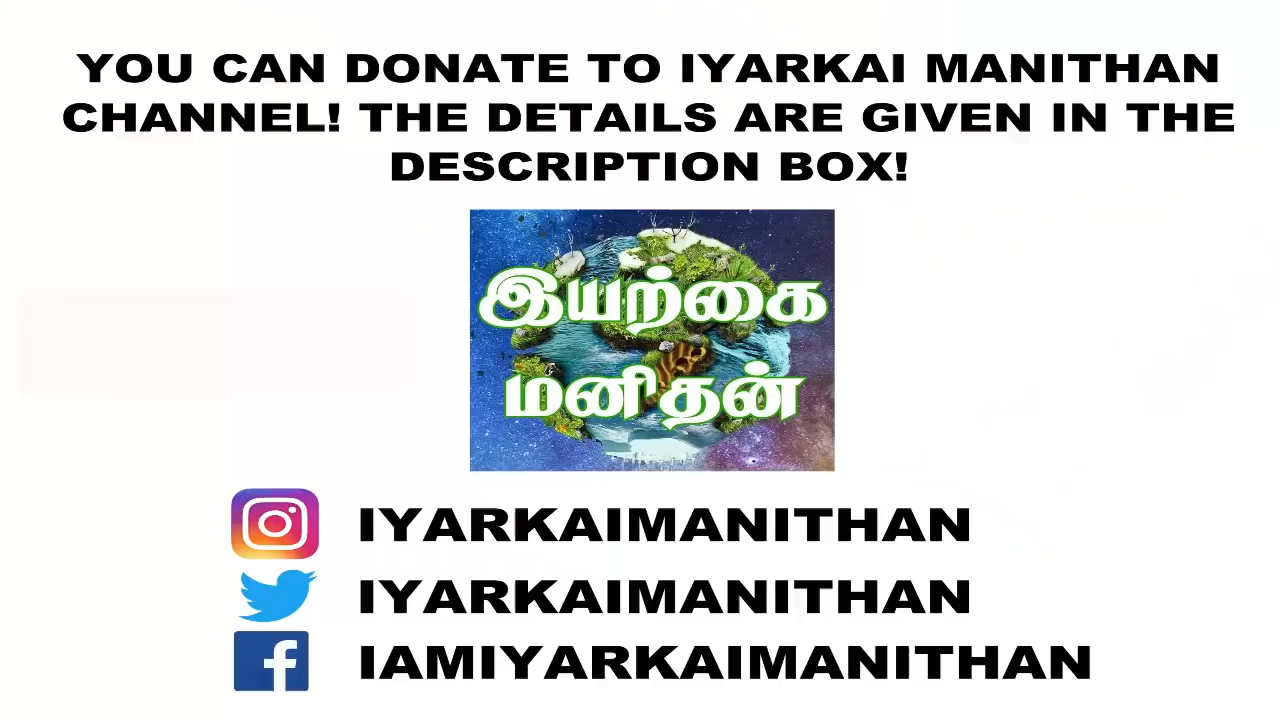 YOU CAN DONATE TO IYARKAI MANITHAN
CHANNEL! THE DETAILS ARE GIVEN IN THE
DESCRIPTION BOX!
இயற்கை
மனிதன்
IYARKAIMANITHAN
IYARKAIMANITHAN
IAMIYARKAIMANITHAN